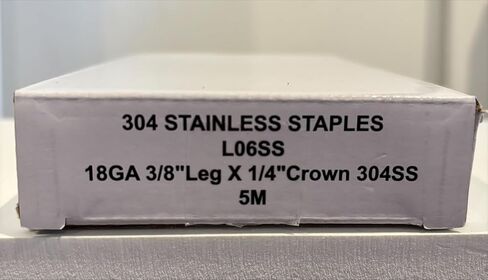 304 STAINLESS STAPLES
L06SS
18GA 3/8"Leg X 1/4"Crown 304SS
5M